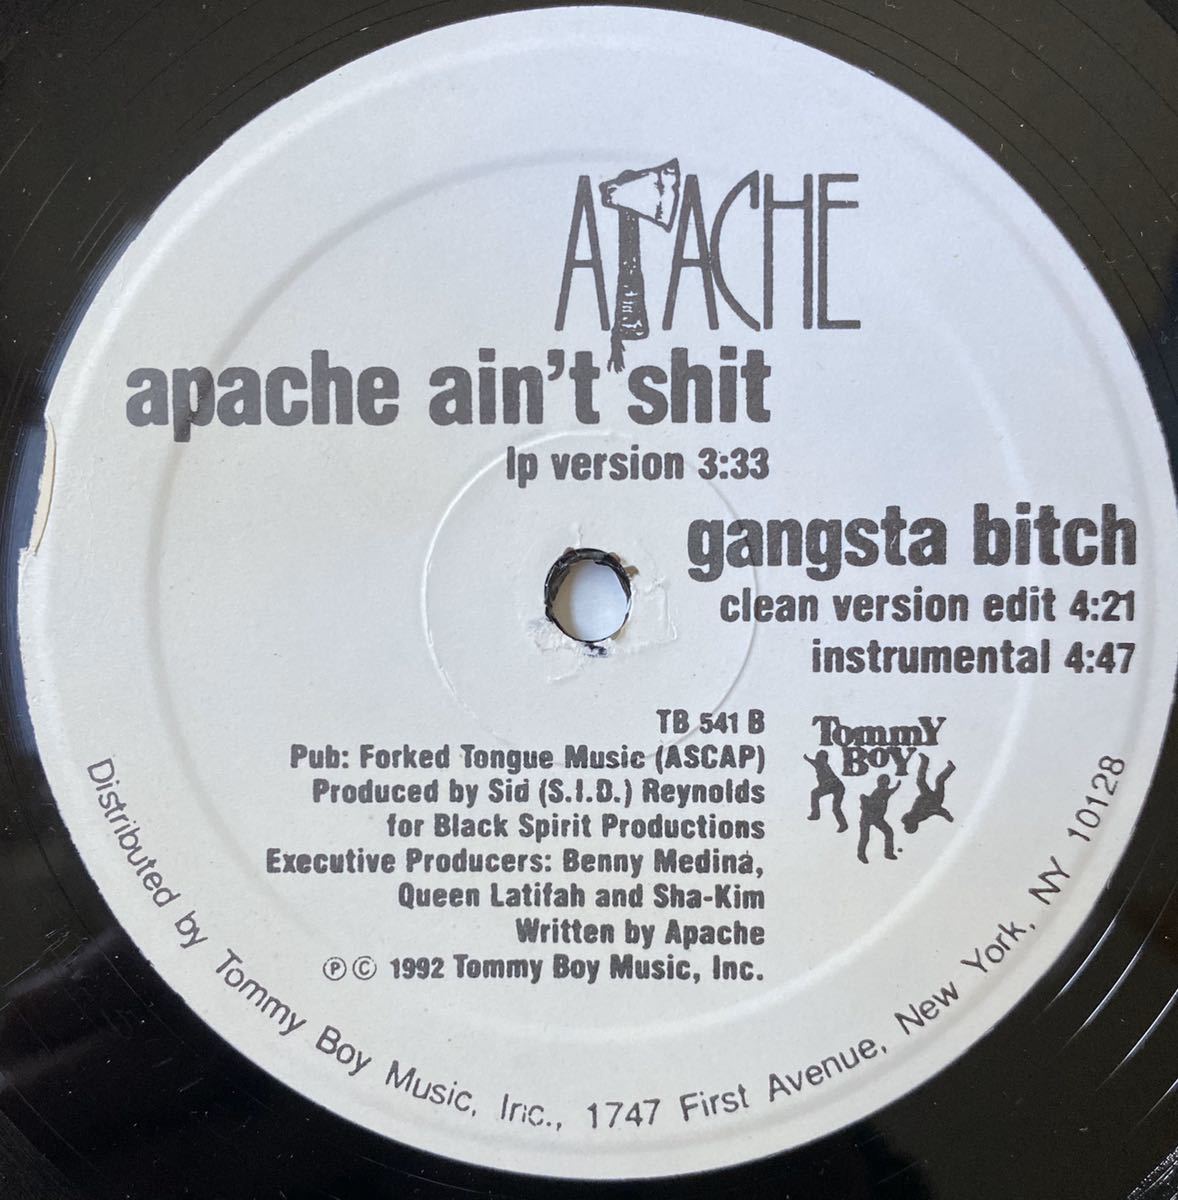 APACHE
apache ain't shit
lp version 3:33
gangsta bitch
clean version edit 4:21
instrumental 4:47
TB 541 B
Pub: Forked Tongue Music (ASCAP)
Produced by Sid (S.I.D.) Reynolds
for Black Spirit Productions
Executive Producers: Benny Medina,
Queen Latifah and Sha-Kim
Written by Apache
Ⓟ Ⓒ 1992 Tommy Boy Music, Inc.
Tommy
Boy
Distributed by Tommy Boy Music, Inc., 1747 First Avenue, New York, NY 10128